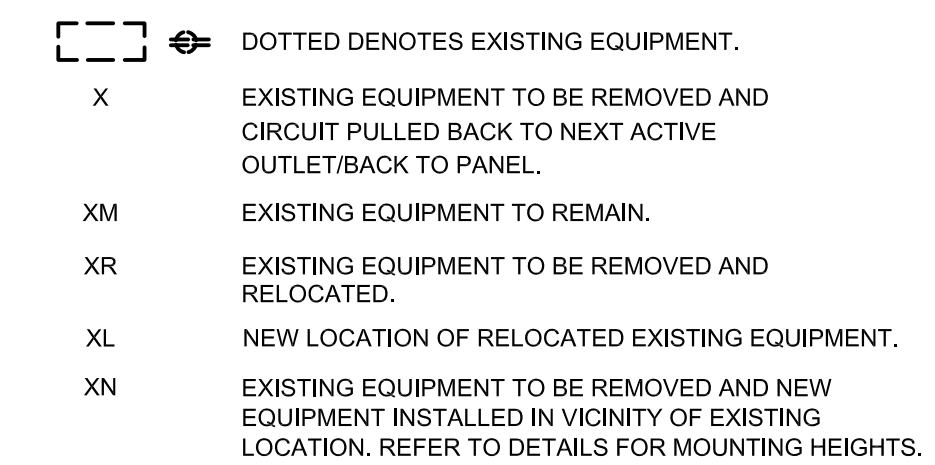 DOTTED DENOTES EXISTING EQUIPMENT.
X EXISTING EQUIPMENT TO BE REMOVED AND
CIRCUIT PULLED BACK TO NEXT ACTIVE
OUTLET/BACK TO PANEL.
XM EXISTING EQUIPMENT TO REMAIN.
XR EXISTING EQUIPMENT TO BE REMOVED AND
RELOCATED.
XL NEW LOCATION OF RELOCATED EXISTING EQUIPMENT.
XN EXISTING EQUIPMENT TO BE REMOVED AND NEW
EQUIPMENT INSTALLED IN VICINITY OF EXISTING
LOCATION. REFER TO DETAILS FOR MOUNTING HEIGHTS.